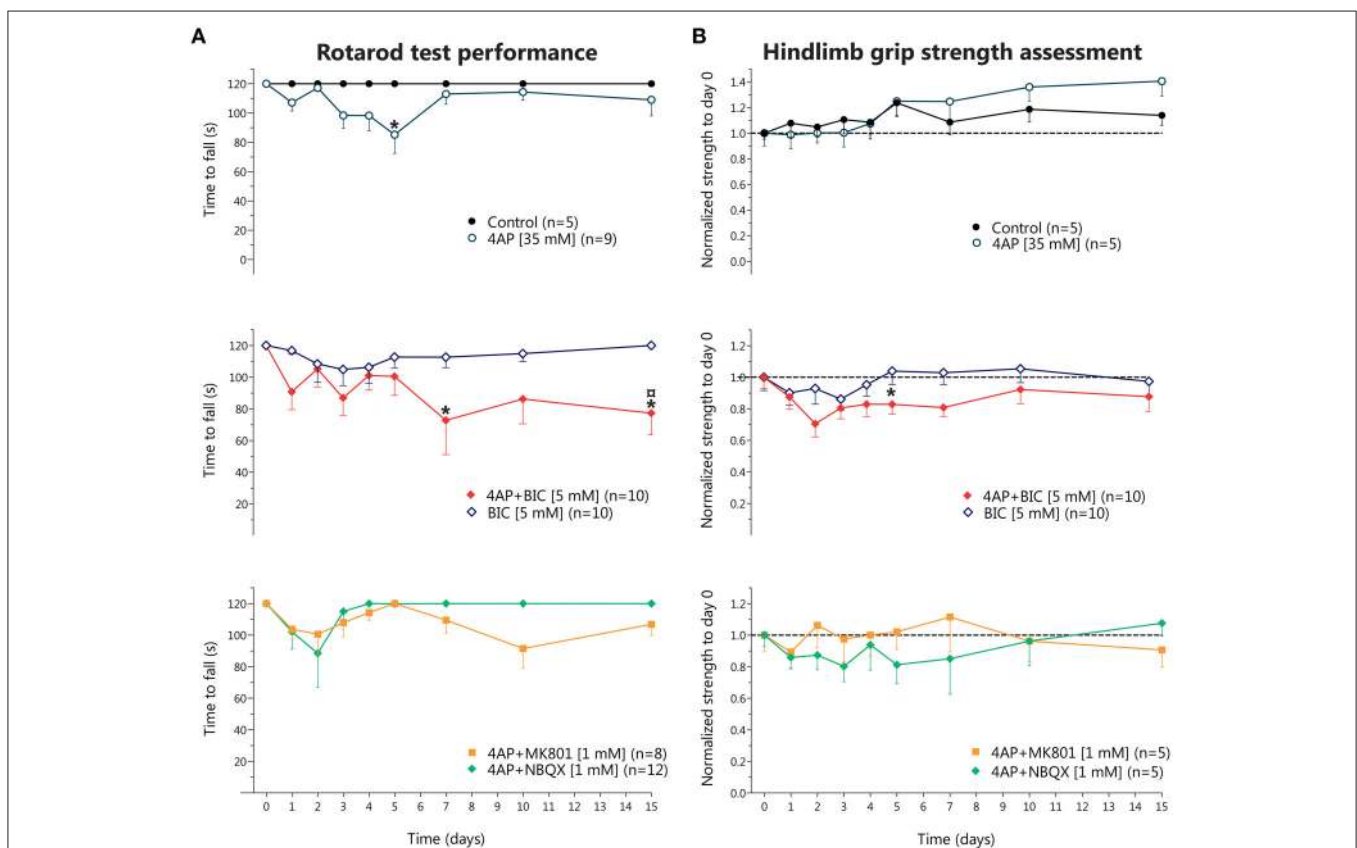 A
Rotarod test performance
120
100
80
60
40
20
0
Time to fall (s)
*
Control (n=5)
4AP [35 mM] (n=9)
B
Hindlimb grip strength assessment
1.4
1.2
1.0
0.8
0.6
0.4
0.2
0.0
Normalized strength to day 0
Control (n=5)
4AP [35 mM] (n=5)
120
100
80
60
40
20
Time to fall (s)
*
¤
*
4AP+BIC [5 mM] (n=10)
BIC [5 mM] (n=10)
1.2
1.0
0.8
0.6
0.4
0.2
Normalized strength to day 0
*
4AP+BIC [5 mM] (n=10)
BIC [5 mM] (n=10)
120
100
80
60
40
20
Time to fall (s)
4AP+MK801 [1 mM] (n=8)
4AP+NBQX [1 mM] (n=12)
0 1 2 3 4 5 7 10 11 12 13 14 15
Time (days)
1.2
1.0
0.8
0.6
0.4
0.2
0.0
Normalized strength to day 0
4AP+MK801 [1 mM] (n=5)
4AP+NBQX [1 mM] (n=5)
0 1 2 3 4 5 7 10 11 12 13 14 15
Time (days)